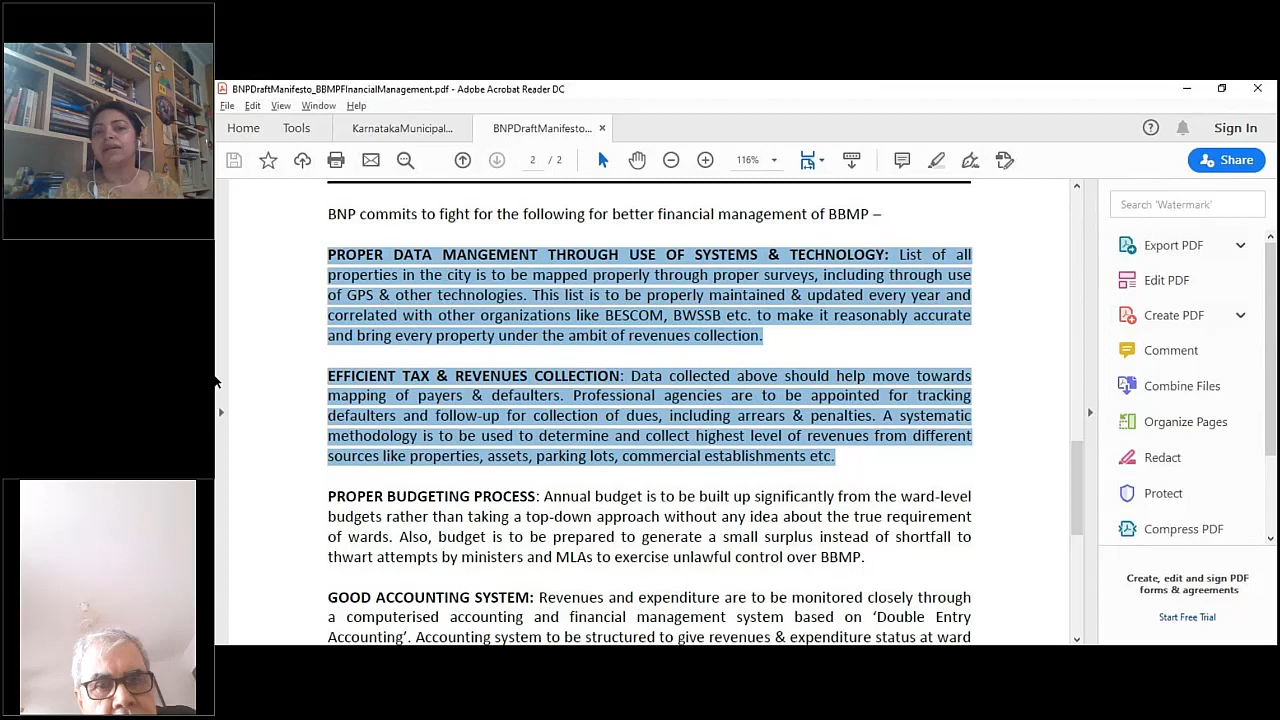 BNPDraftManifesto_BBMPFInancialManagement.pdf - Adobe Acrobat Reader DC
File Edit View Window Help
Home Tools KarnatakaMunicipal... BNPDraftManifesto... × Sign In
2 / 2 116% Share
BNP commits to fight for the following for better financial management of BBMP –
PROPER DATA MANGEMENT THROUGH USE OF SYSTEMS & TECHNOLOGY: List of all
properties in the city is to be mapped properly through proper surveys, including through use
of GPS & other technologies. This list is to be properly maintained & updated every year and
correlated with other organizations like BESCOM, BWSSB etc. to make it reasonably accurate
and bring every property under the ambit of revenues collection.
EFFICIENT TAX & REVENUES COLLECTION: Data collected above should help move towards
mapping of payers & defaulters. Professional agencies are to be appointed for tracking
defaulters and follow-up for collection of dues, including arrears & penalties. A systematic
methodology is to be used to determine and collect highest level of revenues from different
sources like properties, assets, parking lots, commercial establishments etc.
PROPER BUDGETING PROCESS: Annual budget is to be built up significantly from the ward-level
budgets rather than taking a top-down approach without any idea about the true requirement
of wards. Also, budget is to be prepared to generate a small surplus instead of shortfall to
thwart attempts by ministers and MLAs to exercise unlawful control over BBMP.
GOOD ACCOUNTING SYSTEM: Revenues and expenditure are to be monitored closely through
a computerised accounting and financial management system based on ‘Double Entry
Accounting’. Accounting system to be structured to give revenues & expenditure status at ward
Search 'Watermark'
Export PDF
Edit PDF
Create PDF
Comment
Combine Files
Organize Pages
Redact
Protect
Compress PDF
Create, edit and sign PDF
forms & agreements
Start Free Trial